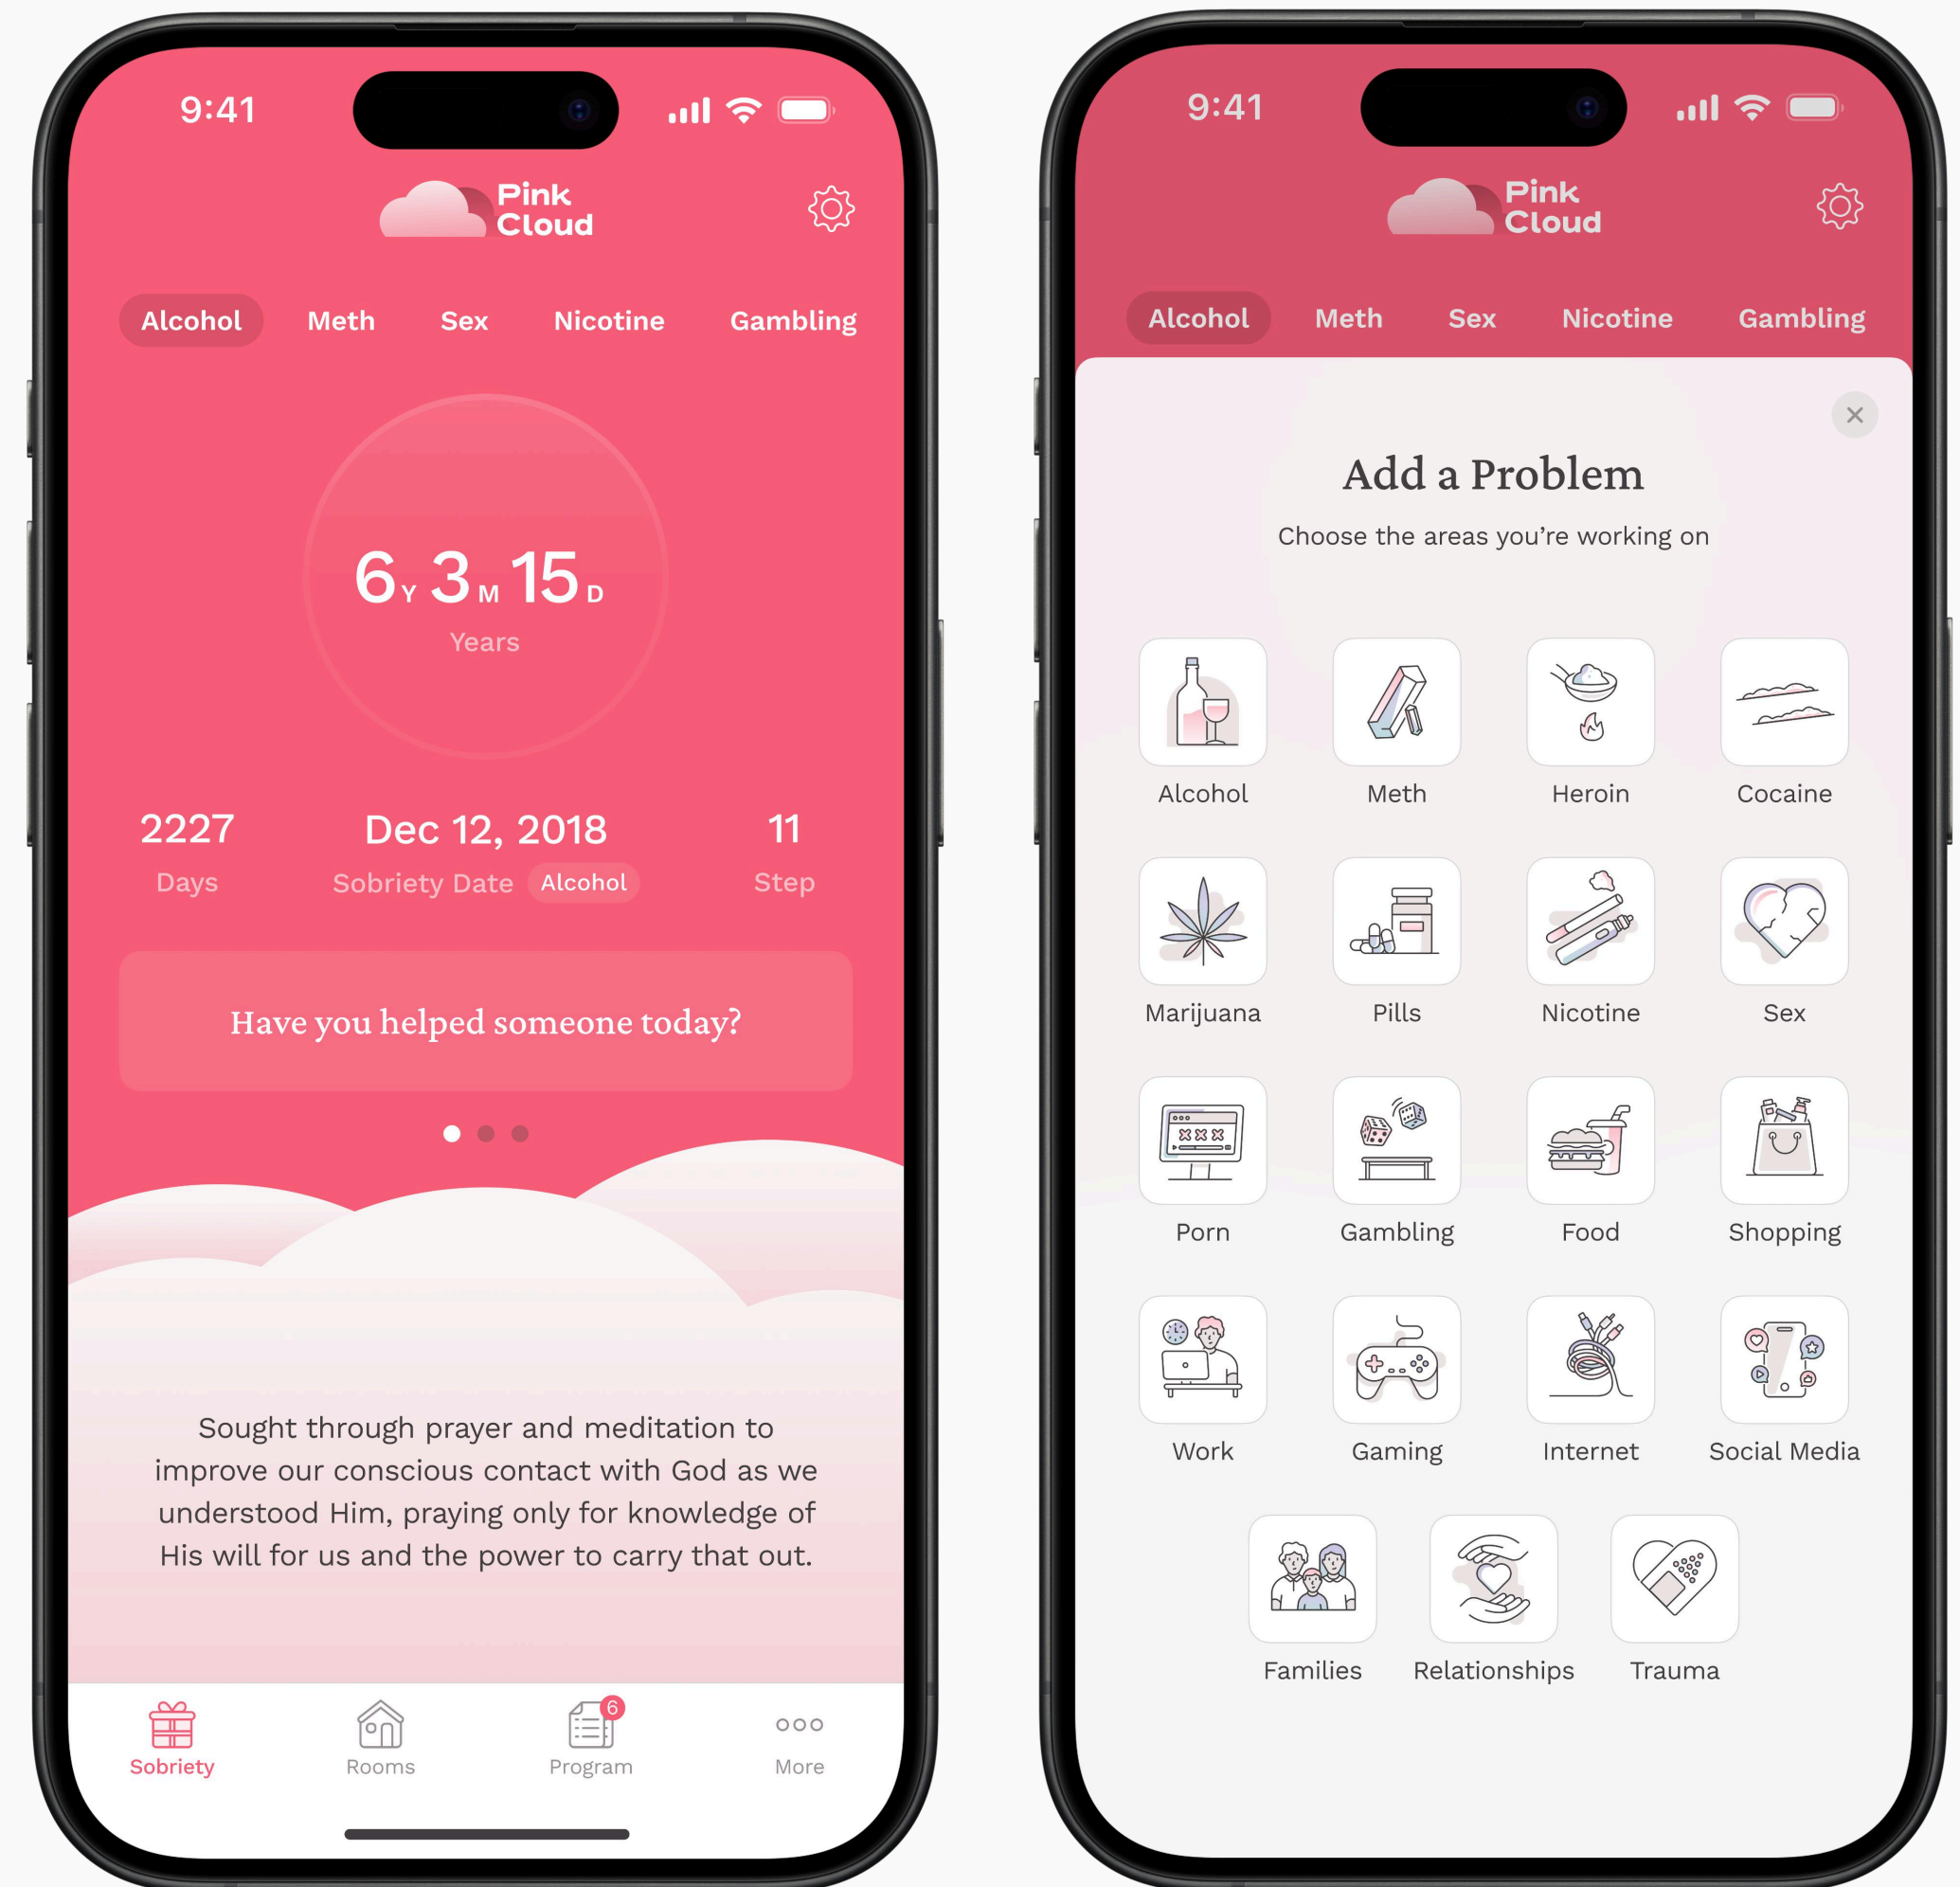 9:41
Pink
Cloud
Alcohol Meth Sex Nicotine Gambling
6 Y 3 M 15 D
Years
2227 Dec 12, 2018 11
Days Sobriety Date Alcohol Step
Have you helped someone today?
Sought through prayer and meditation to
improve our conscious contact with God as we
understood Him, praying only for knowledge of
His will for us and the power to carry that out.
6
Sobriety Rooms Program More
9:41
Pink
Cloud
Alcohol Meth Sex Nicotine Gambling
Add a Problem
Choose the areas you’re working on
Alcohol Meth Heroin Cocaine
Marijuana Pills Nicotine Sex
XXX
Porn Gambling Food Shopping
Work Gaming Internet Social Media
Families Relationships Trauma